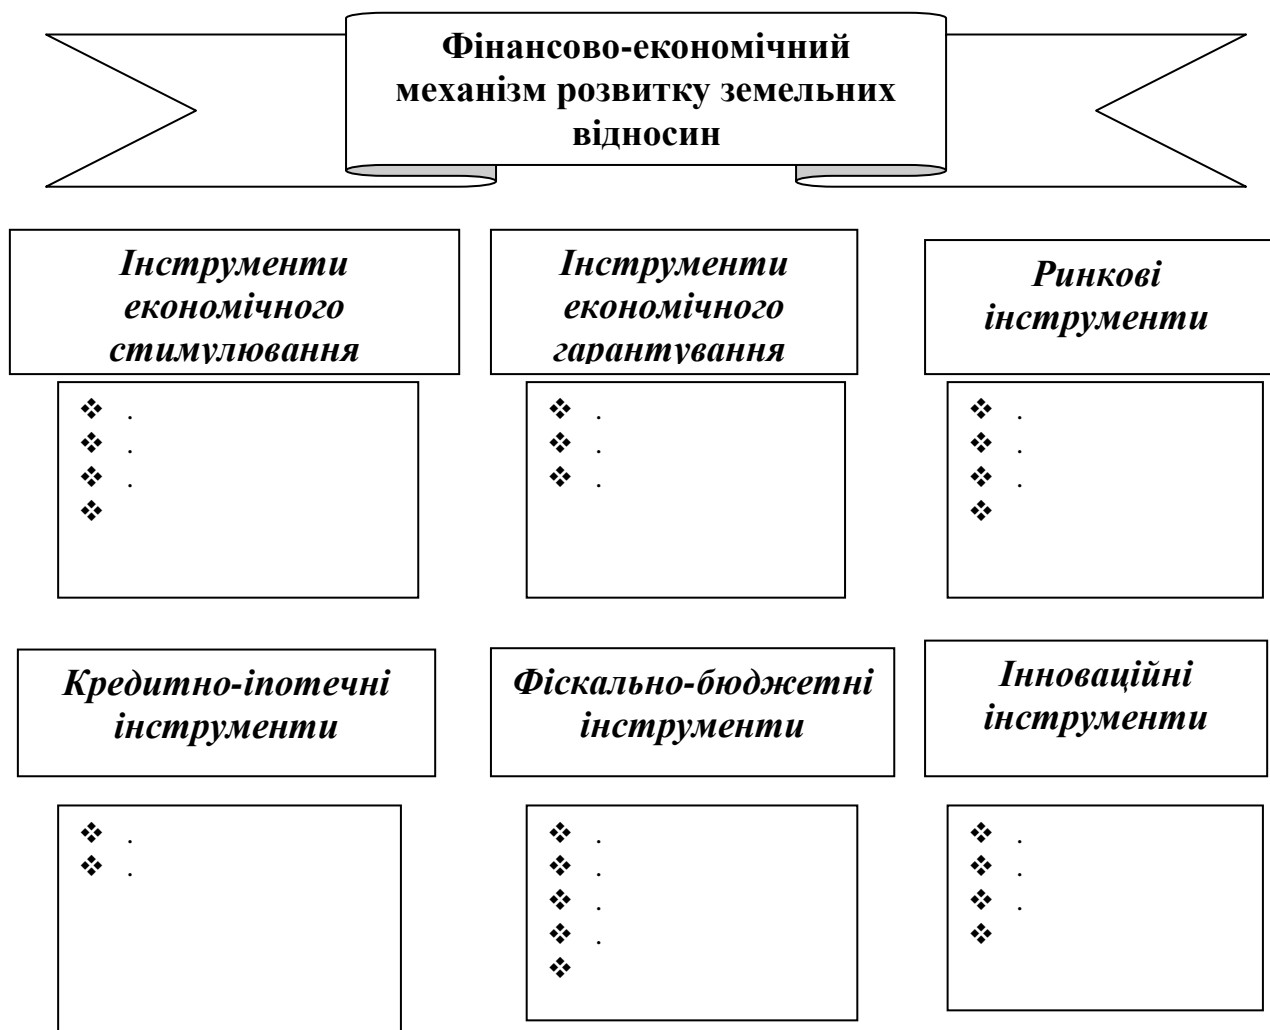 Фінансово-економічний
механізм розвитку земельних
відносин
Інструменти
економічного
стимулювання
Інструменти
економічного
гарантування
Ринкові
інструменти
❖ .
❖ .
❖ .
❖
❖ .
❖ .
❖ .
❖ .
❖ .
❖ .
❖
Кредитно-іпотечні
інструменти
Фіскально-бюджетні
інструменти
Інноваційні
інструменти
❖ .
❖ .
❖ .
❖ .
❖ .
❖ .
❖
❖ .
❖ .
❖ .
❖